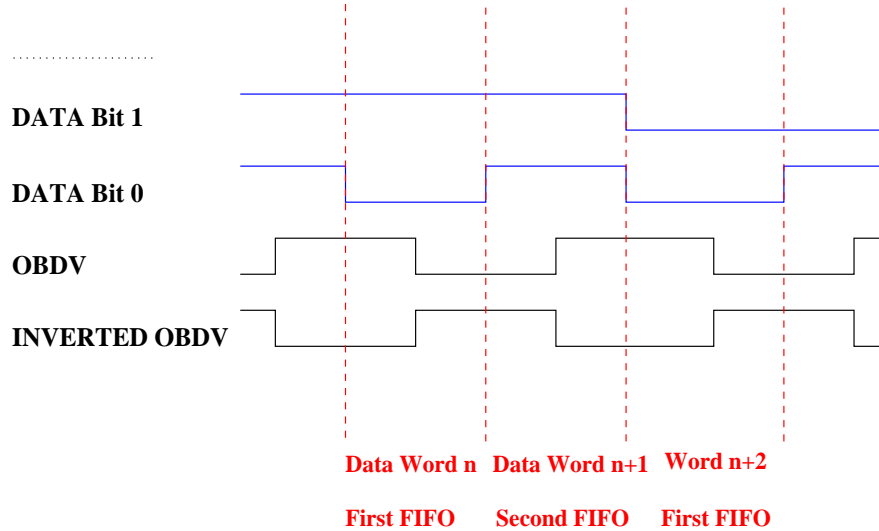 DATA Bit 1
DATA Bit 0
OBDV
INVERTED OBDV
Data Word n Data Word n+1 Word n+2
First FIFO Second FIFO First FIFO